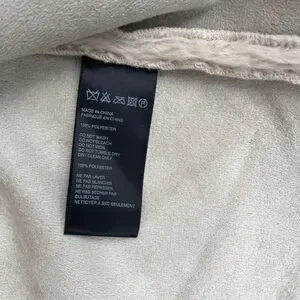 MADE IN CHINA
FABRIQUÉ EN CHINE
100% POLYESTER
DO NOT WASH
DO NOT BLEACH
DO NOT IRON
DO NOT TUMBLE DRY
DRY CLEAN ONLY
100% POLYESTER
NE PAS LAVER
NE PAS BLANCHIR
NE PAS REPASSER
NE PAS SÉCHER PAR
CULBUTAGE
NETTOYER À SEC SEULEMENT